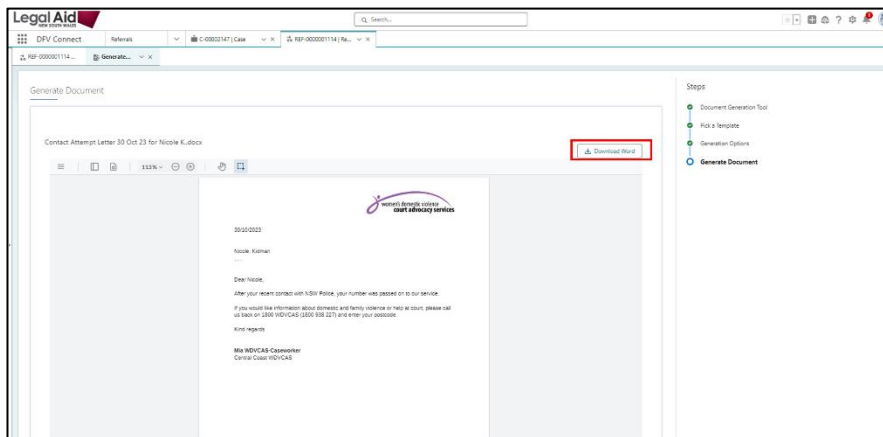 Legal Aid
NEW SOUTH WALES
Search...
DFV Connect
Referrals
C-00002147 | Case
REF-0000001114 | Re...
REF-0000001114 ...
Generate...
Generate Document
Contact Attempt Letter 30 Oct 23 for Nicole K..docx
Download Word
113%
women's domestic violence
court advocacy services
30/10/2023
Nicole, Kidman
Dear Nicole,
After your recent contact with NSW Police, your number was passed on to our service.
If you would like information about domestic and family violence or help at court, please call
us back on 1800 WDVCAS (1800 938 227) and enter your postcode.
Kind regards
Mia WDVCAS-Caseworker
Central Coast WDVCAS
Steps
Document Generation Tool
Pick a Template
Generation Options
Generate Document